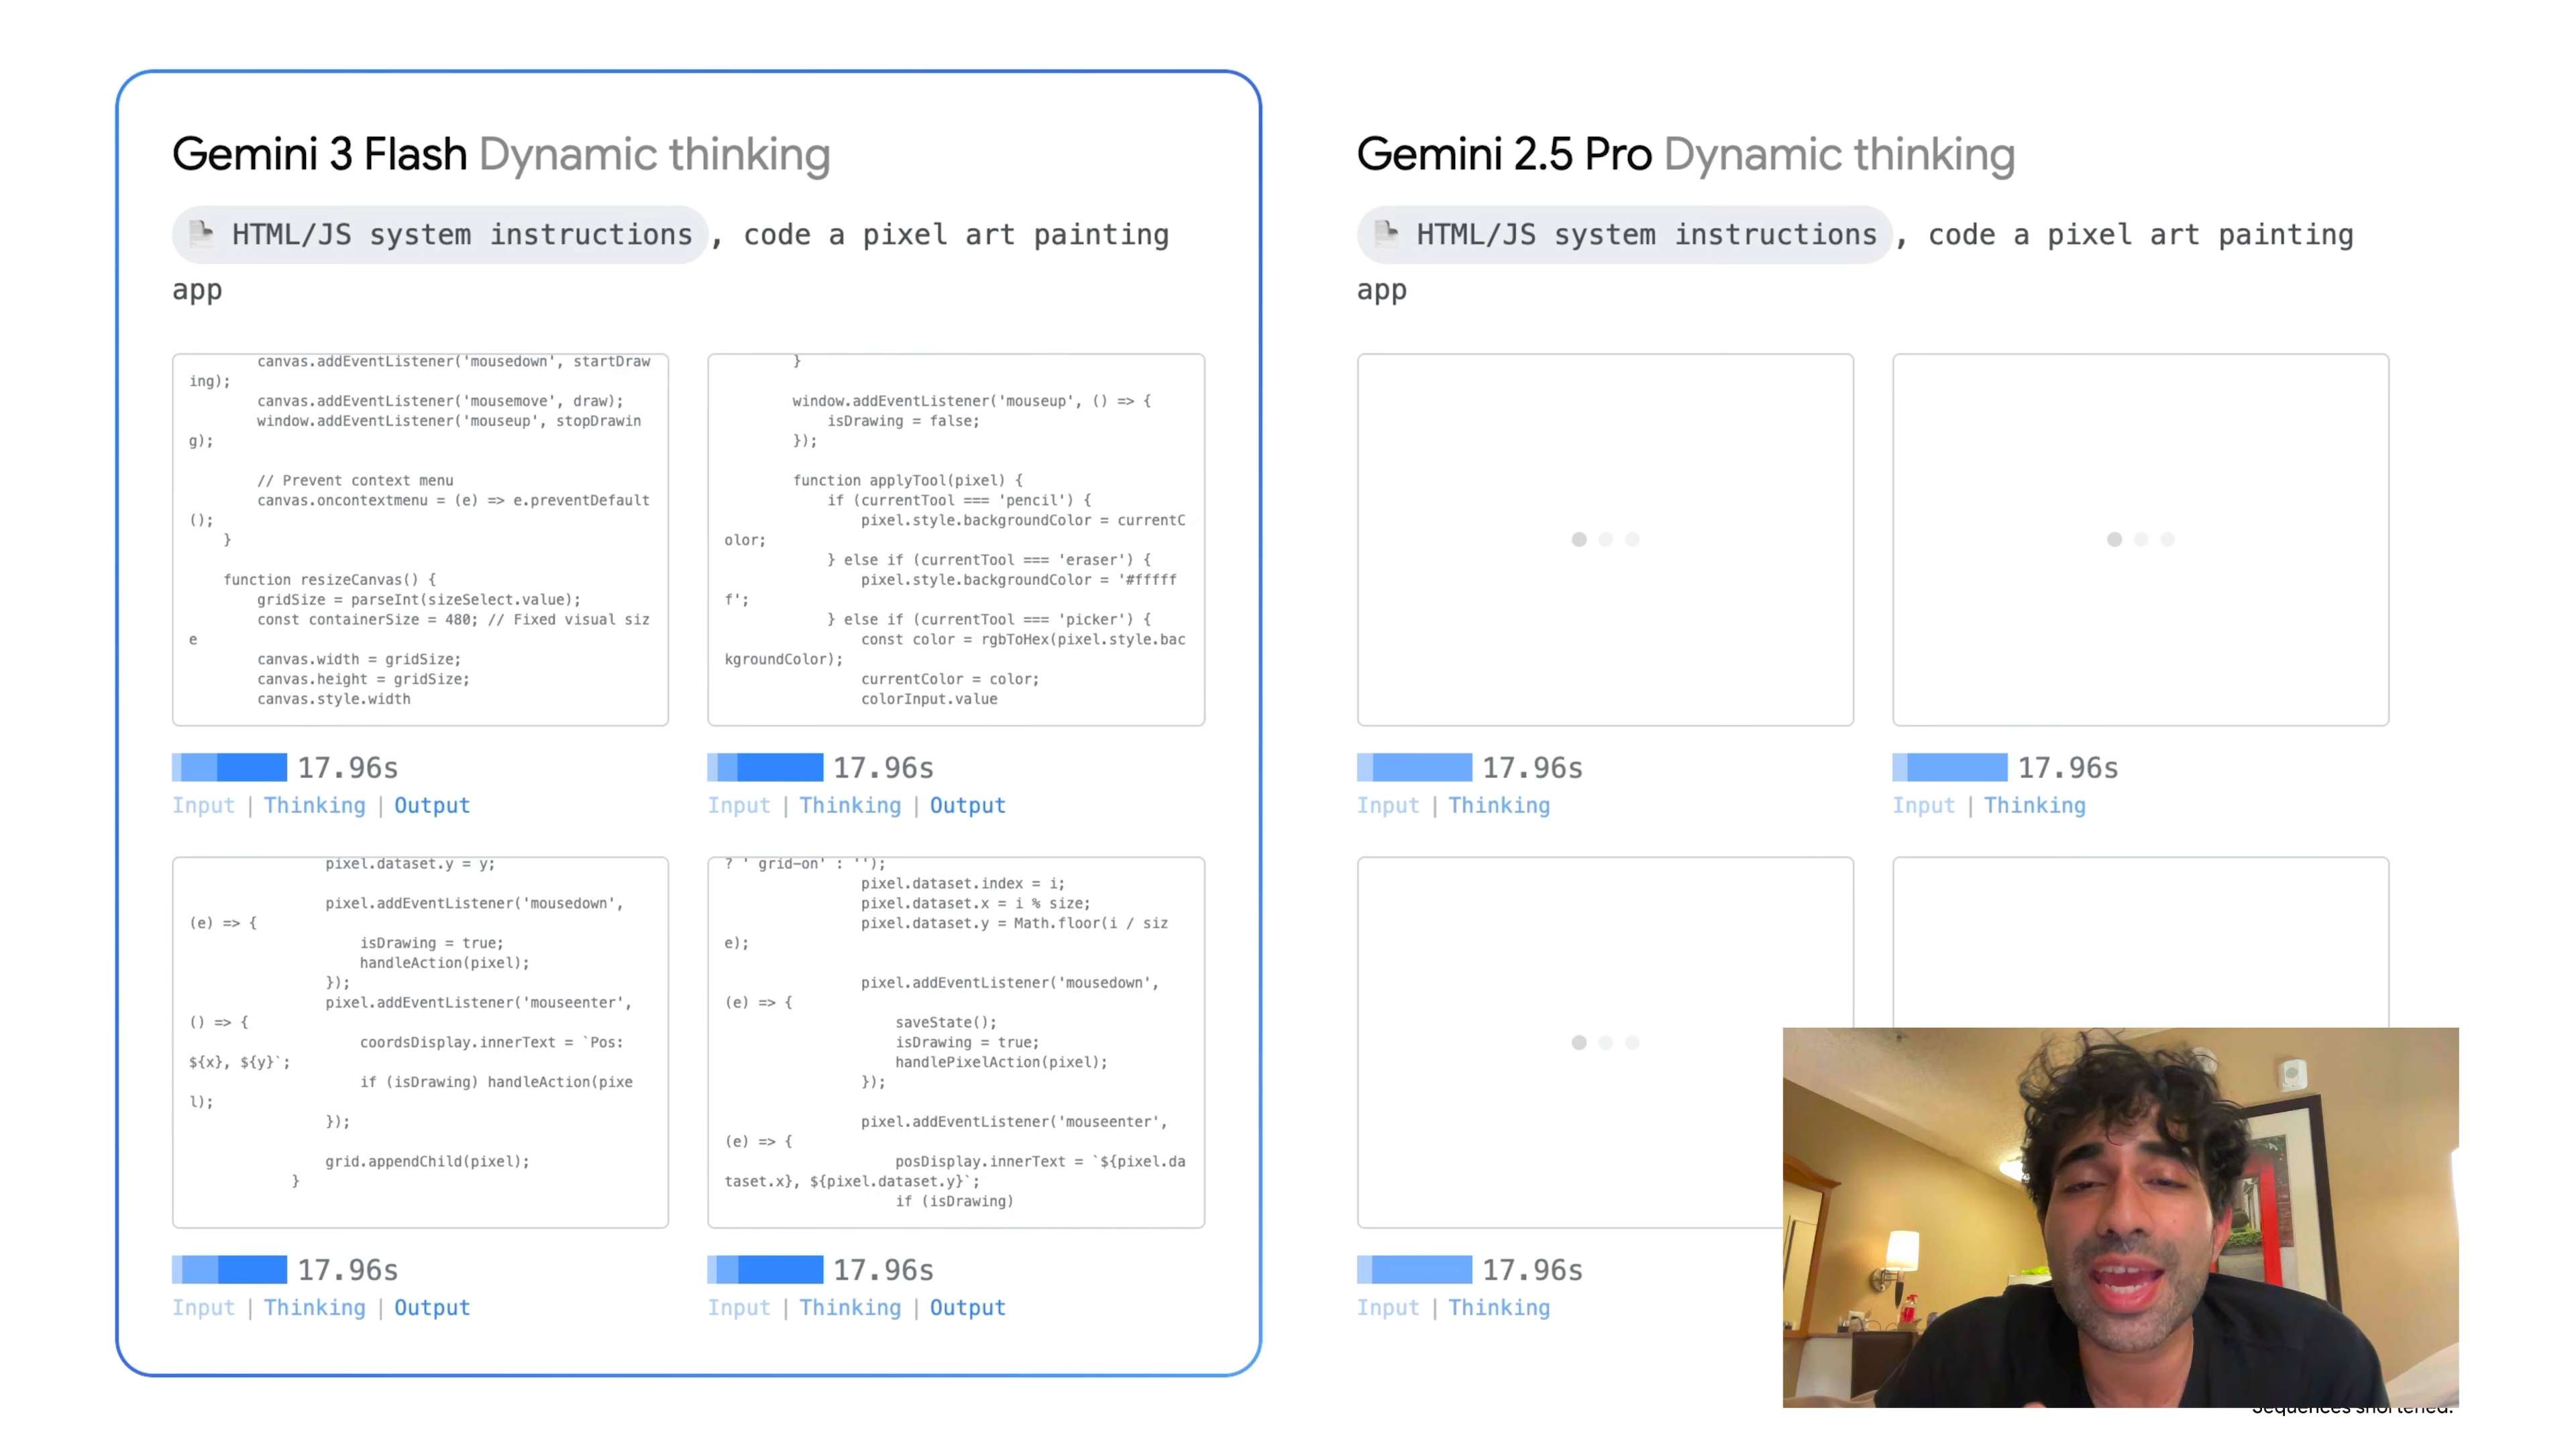 Gemini 3 Flash Dynamic thinking
HTML/JS system instructions, code a pixel art painting
app
canvas.addEventListener('mousedown', startDraw
ing);
canvas.addEventListener('mousemove', draw);
window.addEventListener('mouseup', stopDrawin
g);
// Prevent context menu
canvas.oncontextmenu = (e) => e.preventDefault
();
}
function resizeCanvas() {
gridSize = parseInt(sizeSelect.value);
const containerSize = 480; // Fixed visual siz
e
canvas.width = gridSize;
canvas.height = gridSize;
canvas.style.width
17.96s
Input | Thinking | Output
}
window.addEventListener('mouseup', () => {
isDrawing = false;
});
function applyTool(pixel) {
if (currentTool === 'pencil') {
pixel.style.backgroundColor = currentC
olor;
} else if (currentTool === 'eraser') {
pixel.style.backgroundColor = '#fffff
f';
} else if (currentTool === 'picker') {
const color = rgbToHex(pixel.style.bac
kgroundColor);
currentColor = color;
colorInput.value
17.96s
Input | Thinking | Output
pixel.dataset.y = y;
pixel.addEventListener('mousedown',
(e) => {
isDrawing = true;
handleAction(pixel);
});
pixel.addEventListener('mouseenter',
() => {
coordsDisplay.innerText = `Pos:
${x}, ${y}`;
if (isDrawing) handleAction(pixe
l);
});
grid.appendChild(pixel);
}
17.96s
Input | Thinking | Output
? ' grid-on' : '');
pixel.dataset.index = i;
pixel.dataset.x = i % size;
pixel.dataset.y = Math.floor(i / siz
e);
pixel.addEventListener('mousedown',
(e) => {
saveState();
isDrawing = true;
handlePixelAction(pixel);
});
pixel.addEventListener('mouseenter',
(e) => {
posDisplay.innerText = `${pixel.da
taset.x}, ${pixel.dataset.y}`;
if (isDrawing)
17.96s
Input | Thinking | Output
Gemini 2.5 Pro Dynamic thinking
HTML/JS system instructions, code a pixel art painting
app
17.96s
Input | Thinking
17.96s
Input | Thinking
17.96s
Input | Thinking
Sequences shortened.